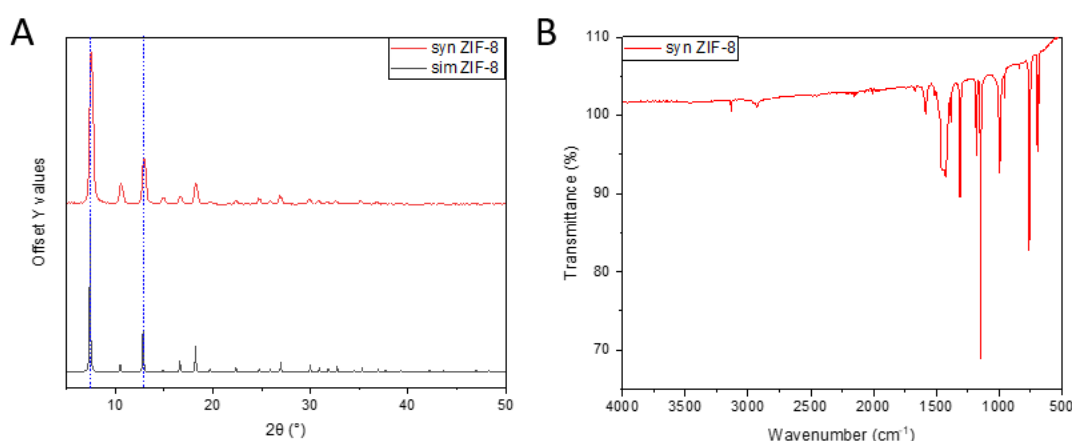 A
syn ZIF-8
sim ZIF-8
Offset Y values
10
20
30
40
50
2θ (°)
B
syn ZIF-8
110
100
90
80
70
Transmittance (%)
4000
3500
3000
2500
2000
1500
1000
500
Wavenumber (cm⁻¹)